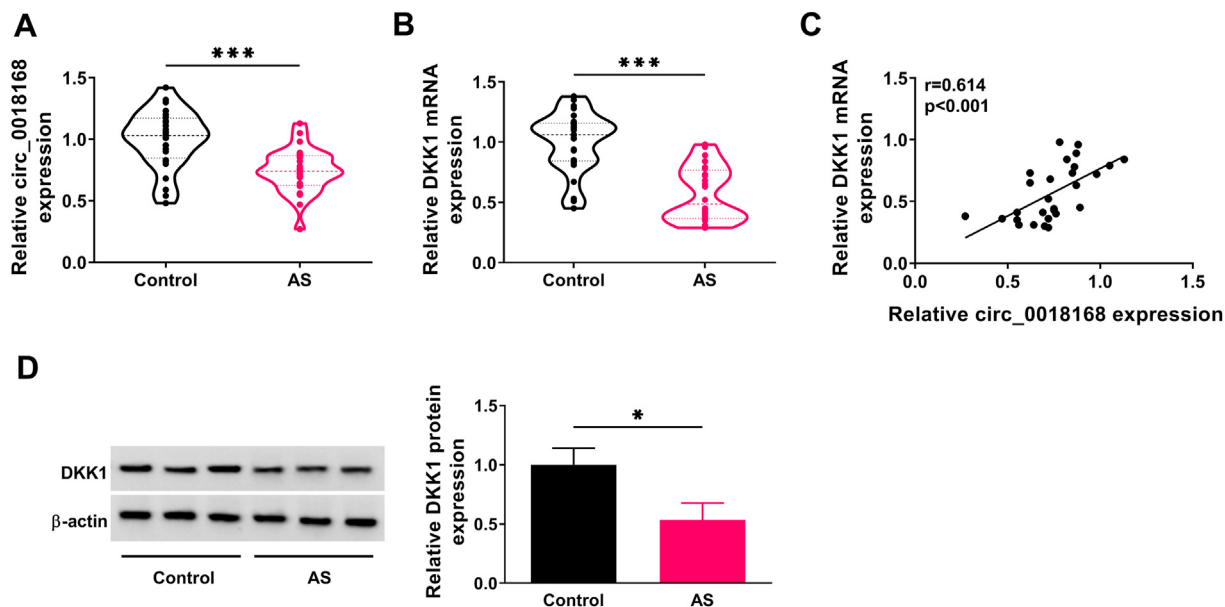 A
Relative circ_0018168
expression
1.5
1.0
0.5
0.0
***
Control
AS
B
Relative DKK1 mRNA
expression
1.5
1.0
0.5
0.0
***
Control
AS
C
Relative DKK1 mRNA
expression
1.5
1.0
0.5
0.0
r=0.614
p<0.001
0.0
0.5
1.0
1.5
Relative circ_0018168 expression
D
DKK1
β-actin
Control
AS
Relative DKK1 protein
expression
1.5
1.0
0.5
0.0
*
Control
AS